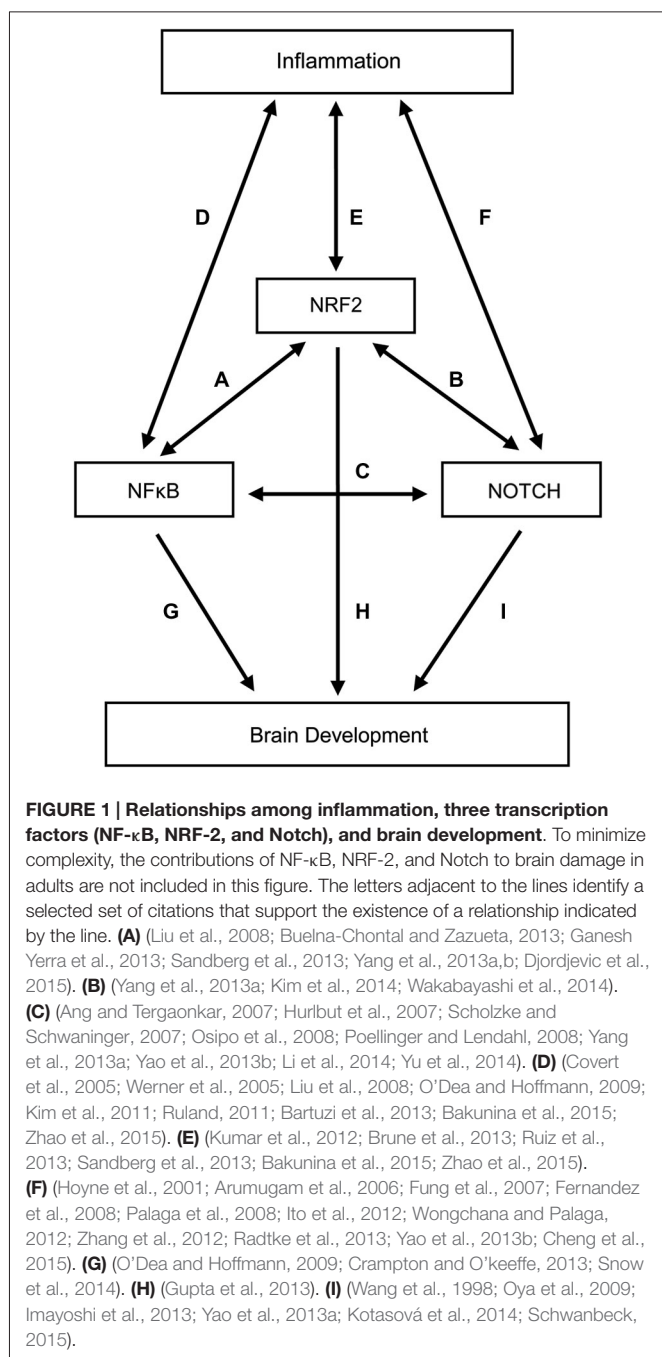 Inflammation
D
E
F
NRF2
A
B
C
NFκB
NOTCH
G
H
I
Brain Development
FIGURE 1 | Relationships among inflammation, three transcription
factors (NF-κB, NRF-2, and Notch), and brain development. To minimize
complexity, the contributions of NF-κB, NRF-2, and Notch to brain damage in
adults are not included in this figure. The letters adjacent to the lines identify a
selected set of citations that support the existence of a relationship indicated
by the line. (A) (Liu et al., 2008; Buelna-Chontal and Zazueta, 2013; Ganesh
Yerra et al., 2013; Sandberg et al., 2013; Yang et al., 2013a,b; Djordjevic et al.,
2015). (B) (Yang et al., 2013a; Kim et al., 2014; Wakabayashi et al., 2014).
(C) (Ang and Tergaonkar, 2007; Hurlbut et al., 2007; Scholzke and
Schwaninger, 2007; Osipo et al., 2008; Poellinger and Lendahl, 2008; Yang
et al., 2013a; Yao et al., 2013b; Li et al., 2014; Yu et al., 2014). (D) (Covert
et al., 2005; Werner et al., 2005; Liu et al., 2008; O'Dea and Hoffmann, 2009;
Kim et al., 2011; Ruland, 2011; Bartuzi et al., 2013; Bakunina et al., 2015;
Zhao et al., 2015). (E) (Kumar et al., 2012; Brune et al., 2013; Ruiz et al.,
2013; Sandberg et al., 2013; Bakunina et al., 2015; Zhao et al., 2015).
(F) (Hoyne et al., 2001; Arumugam et al., 2006; Fung et al., 2007; Fernandez
et al., 2008; Palaga et al., 2008; Ito et al., 2012; Wongchana and Palaga,
2012; Zhang et al., 2012; Radtke et al., 2013; Yao et al., 2013b; Cheng et al.,
2015). (G) (O'Dea and Hoffmann, 2009; Crampton and O'keeffe, 2013; Snow
et al., 2014). (H) (Gupta et al., 2013). (I) (Wang et al., 1998; Oya et al., 2009;
Imayoshi et al., 2013; Yao et al., 2013a; Kotasová et al., 2014; Schwanbeck,
2015).